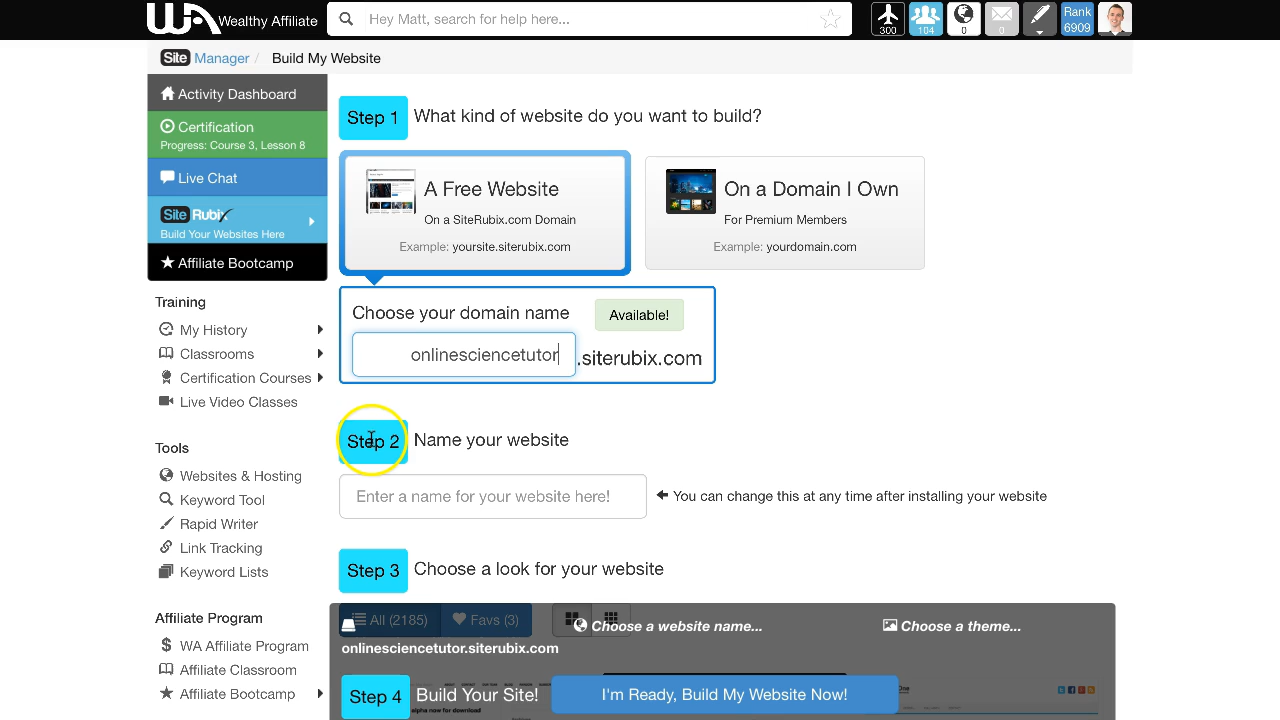 WA Wealthy Affiliate
Hey Matt, search for help here...
300
104
0
0
Rank
6909
Site Manager / Build My Website
Activity Dashboard
Certification
Progress: Course 3, Lesson 8
Live Chat
Site Rubix
Build Your Websites Here
Affiliate Bootcamp
Training
My History
Classrooms
Certification Courses
Live Video Classes
Tools
Websites & Hosting
Keyword Tool
Rapid Writer
Link Tracking
Keyword Lists
Affiliate Program
WA Affiliate Program
Affiliate Classroom
Affiliate Bootcamp
Step 1 What kind of website do you want to build?
A Free Website
On a SiteRubix.com Domain
Example: yoursite.siterubix.com
On a Domain I Own
For Premium Members
Example: yourdomain.com
Choose your domain name Available!
onlinesciencetutor .siterubix.com
Step 2 Name your website
Enter a name for your website here! You can change this at any time after installing your website
Step 3 Choose a look for your website
All (2185) Favs (3)
Choose a website name... Choose a theme...
onlinesciencetutor.siterubix.com
Step 4 Build Your Site! I'm Ready, Build My Website Now!
alpha now for download